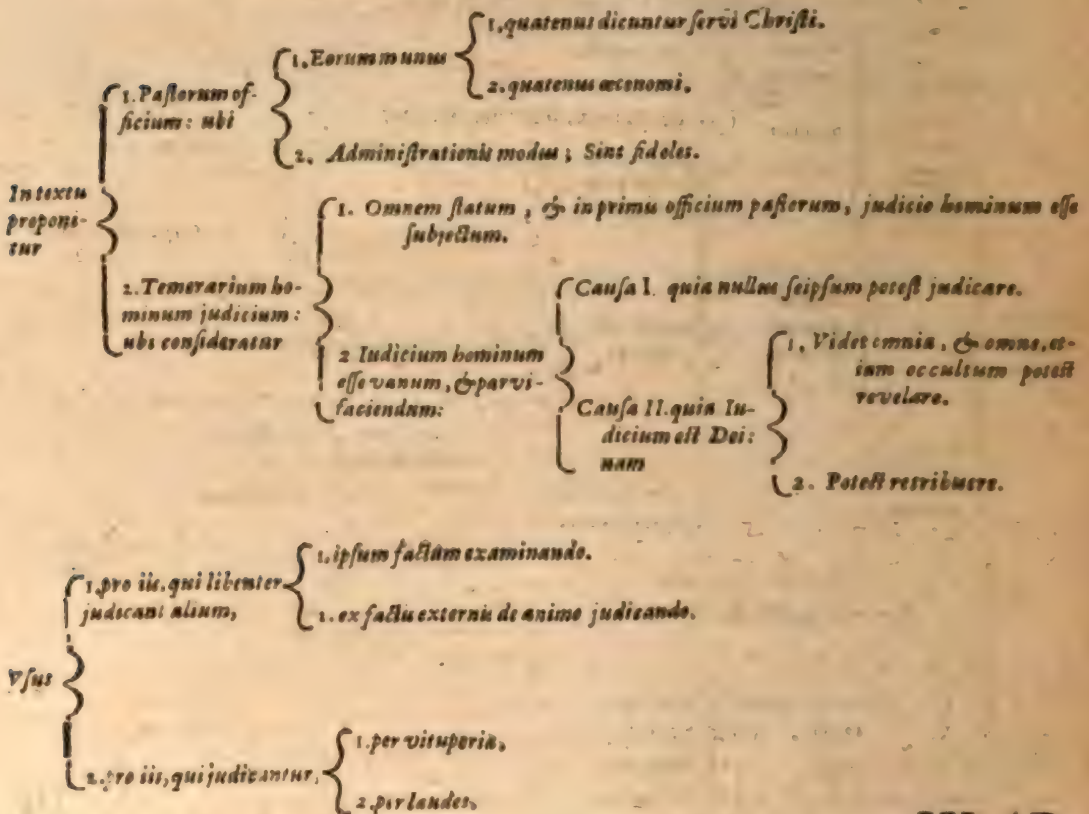 In textu
proponi-
tur
1. Pastorum of-
ficium: ubi
1. Eorum munus
1. quatenus dicuntur servi Christi.
2. quatenus œconomi.
2. Administrationis modus; Sint fideles.
2. Temerarium ho-
minum judicium:
ubi consideratur
1. Omnem statum, & inprimis officium pastorum, judicio hominum esse
subjectum.
2 Iudicium hominum
esse vanum, & parvi-
faciendum:
Causa I. quia nullus seipsum potest judicare.
Causa II. quia Iu-
dicium est Dei:
nam
1. Videt omnia, & omne, et-
iam occultum potest
revelare.
2. Potest retribuere.
Vsus
1. pro iis, qui libenter
judicant alium,
1. ipsum factum examinando.
1. ex factis externis de animo judicando.
2. pro iis, qui judicantur,
1. per vituperia,
2. per laudes,